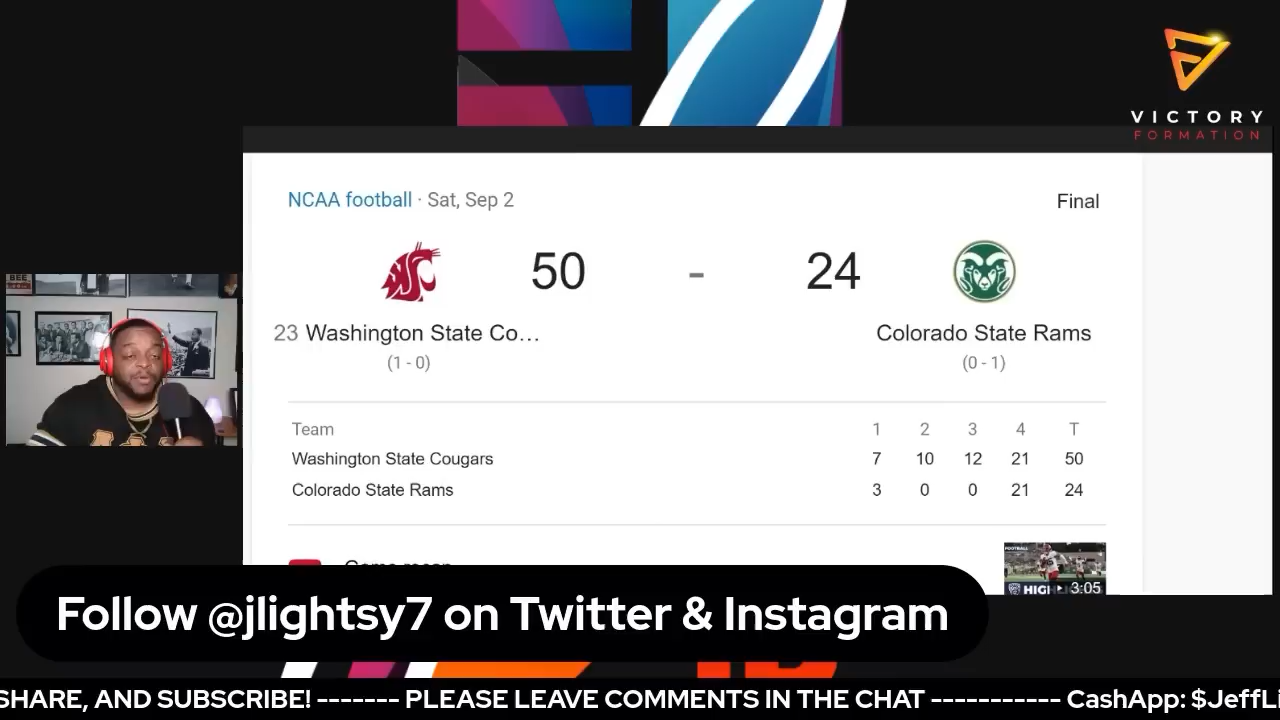 VICTORY
FORMATION
NCAA football · Sat, Sep 2
Final
50 - 24
23 Washington State Co…
Colorado State Rams
(1 - 0)
(0 - 1)
Team 1 2 3 4 T
Washington State Cougars 7 10 12 21 50
Colorado State Rams 3 0 0 21 24
FOOTBALL
3:05
Follow @jlightsy7 on Twitter & Instagram
SHARE, AND SUBSCRIBE! ------- PLEASE LEAVE COMMENTS IN THE CHAT ----------- CashApp: $JeffLi